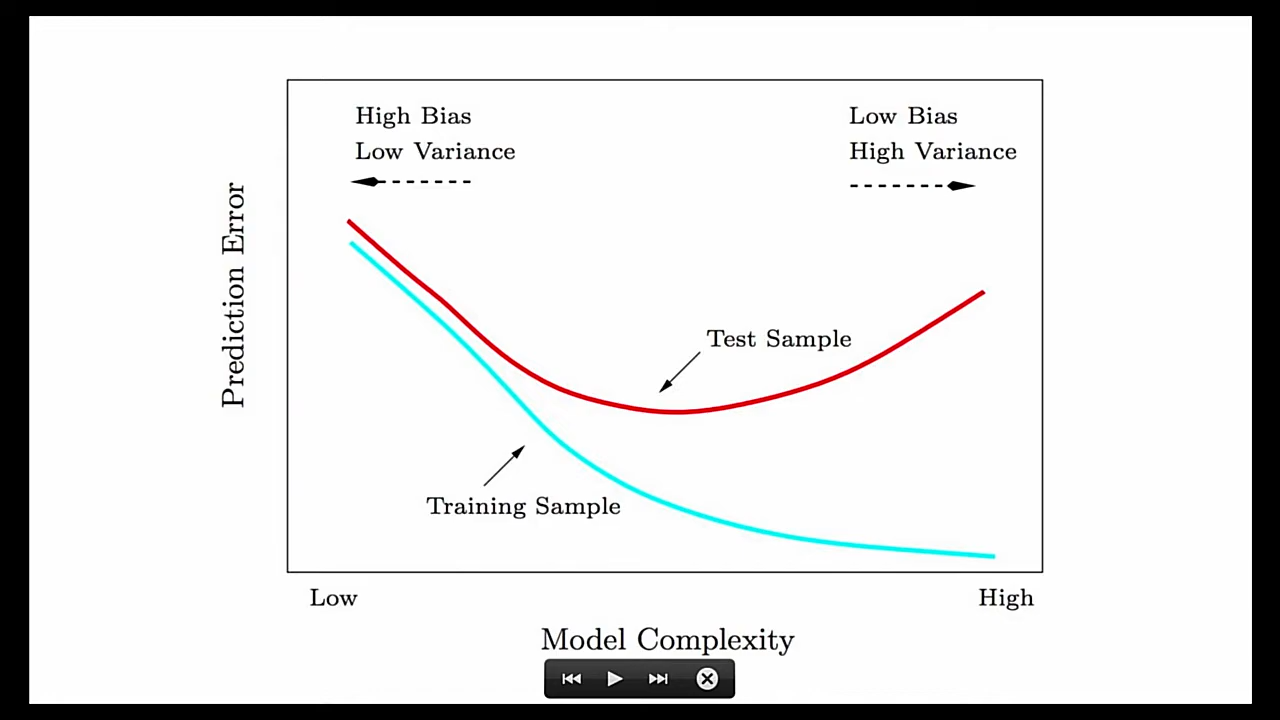 High Bias
Low Variance
Low Bias
High Variance
Prediction Error
Test Sample
Training Sample
Low
High
Model Complexity